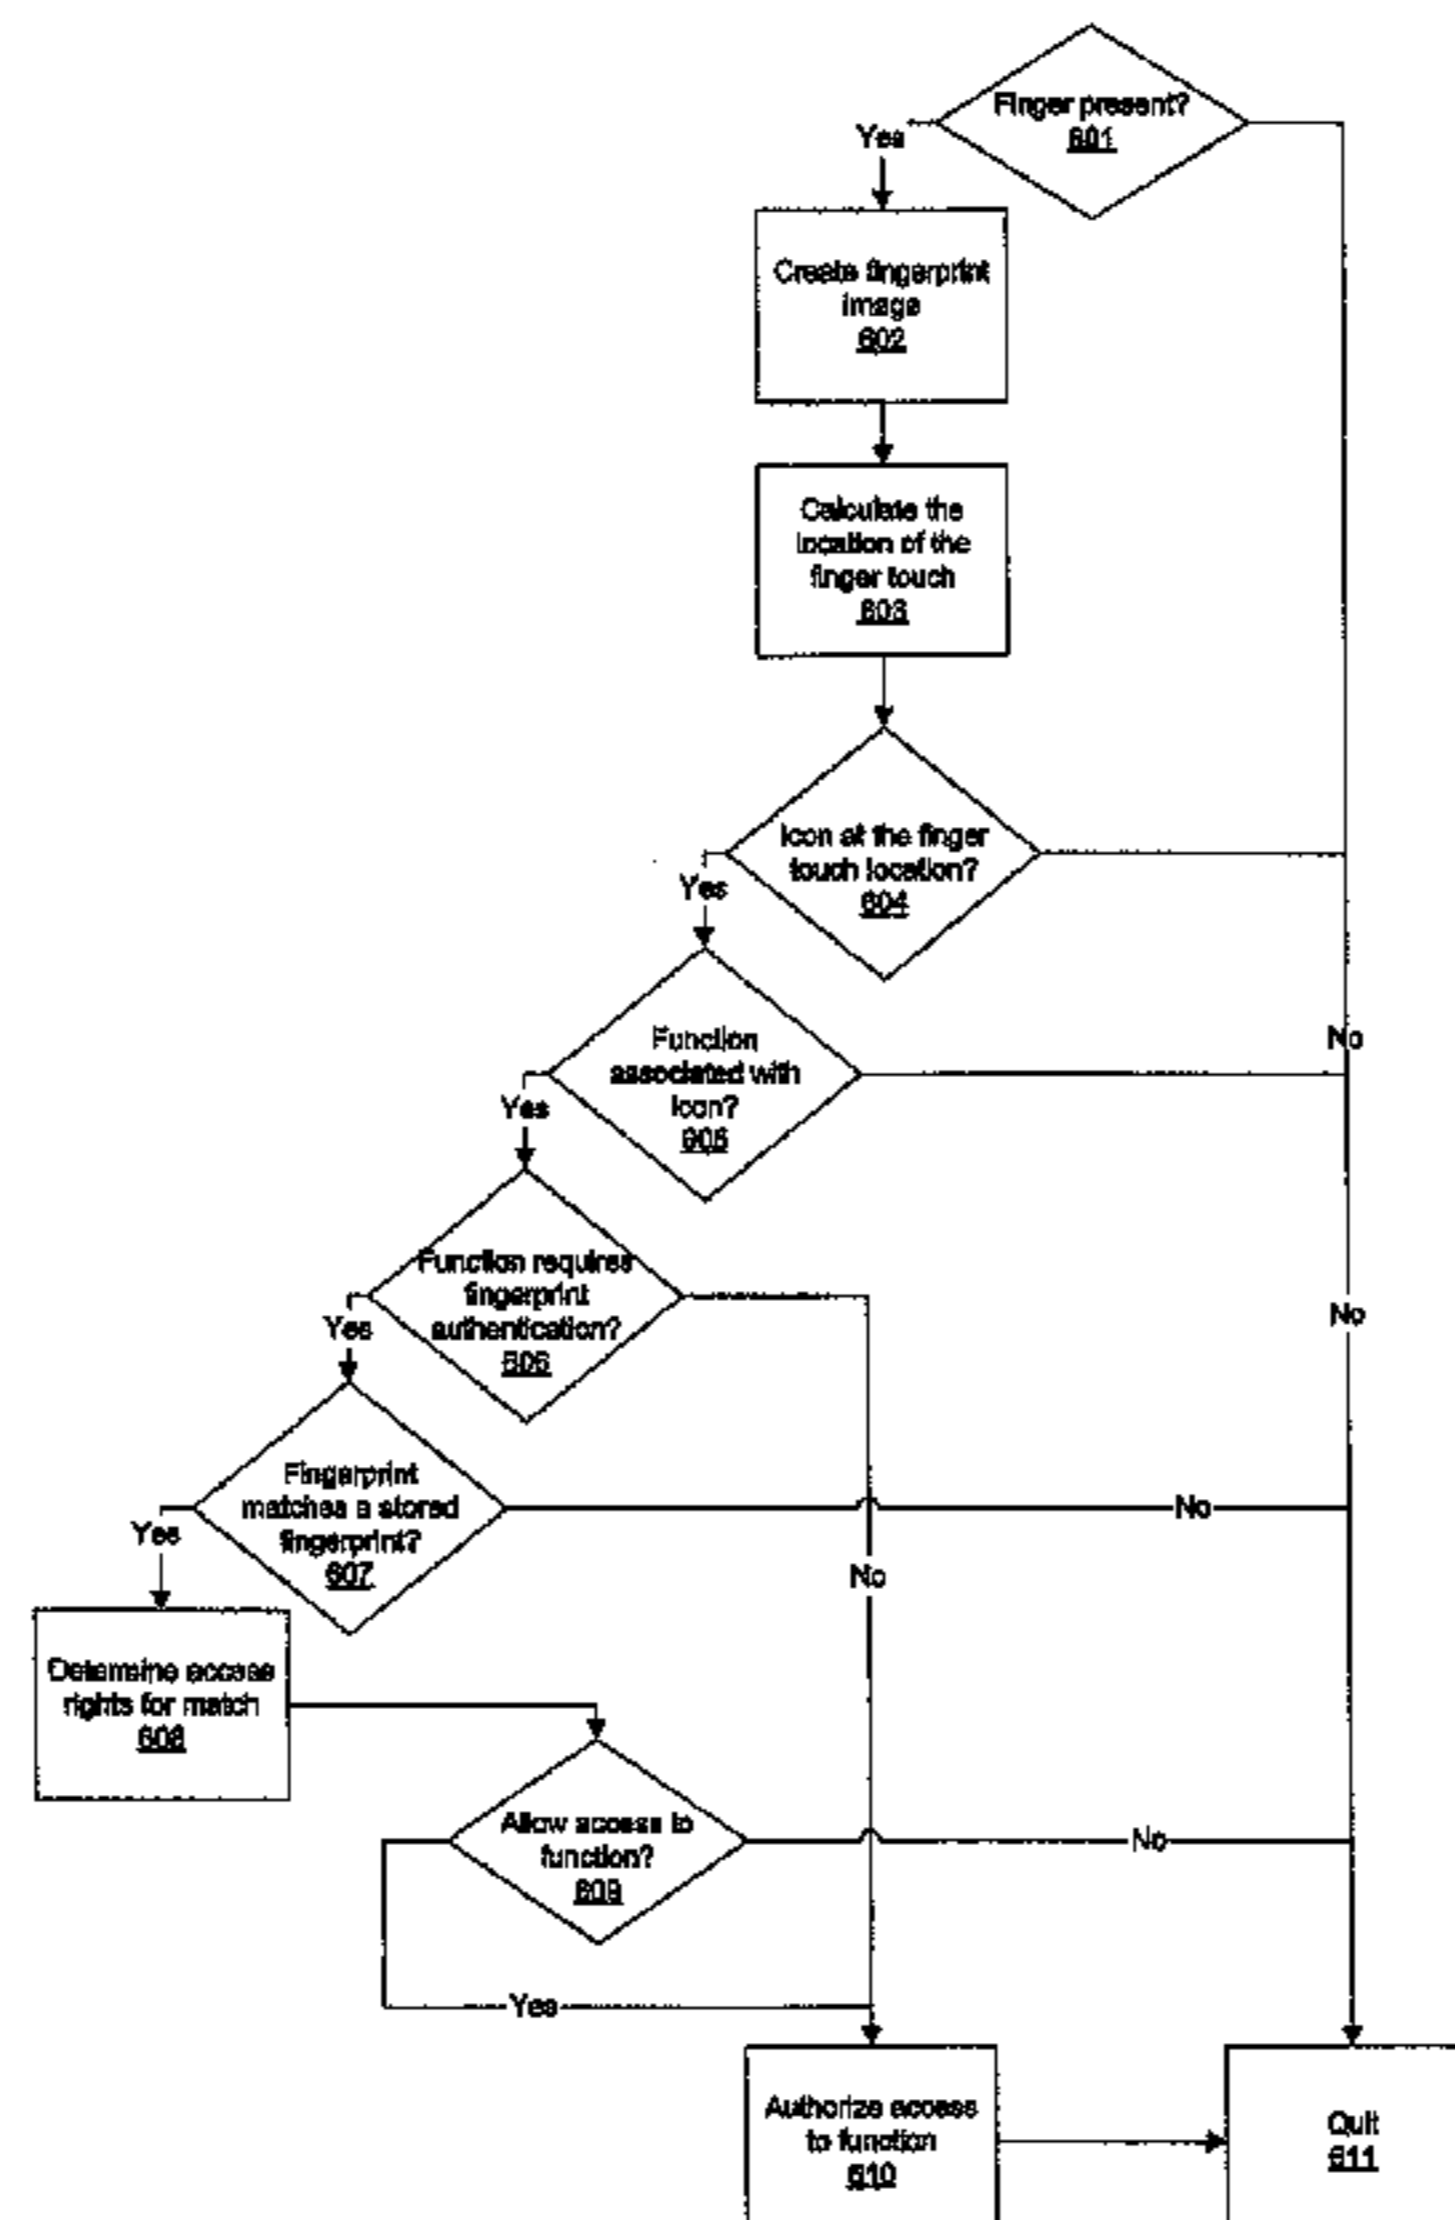 Finger present?
601
Yes
Create fingerprint
image
602
Calculate the
location of the
finger touch
603
Icon at the finger
touch location?
604
Yes
Function
associated with
icon?
605
No
Yes
Function requires
fingerprint
authentication?
606
No
Yes
Fingerprint
matches a stored
fingerprint?
607
No
Yes
No
Determine access
rights for match
608
Allow access to
function?
609
No
Yes
Authorize access
to function
610
Quit
611